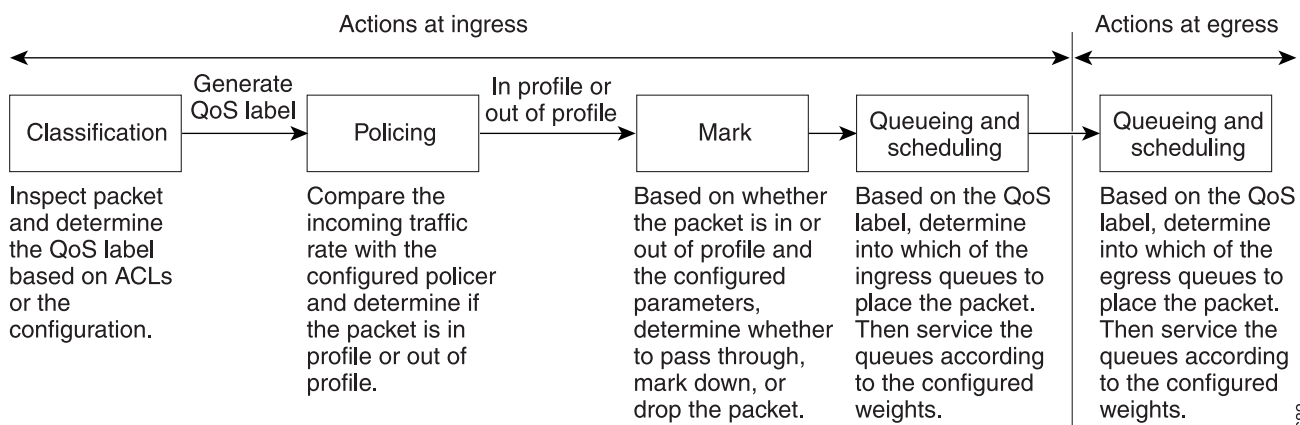 Actions at ingress
Actions at egress
Generate
QoS label
In profile or
out of profile
Classification
Policing
Mark
Queueing and
scheduling
Queueing and
scheduling
Inspect packet
and determine
the QoS label
based on ACLs
or the
configuration.
Compare the
incoming traffic
rate with the
configured policer
and determine if
the packet is in
profile or out of
profile.
Based on whether
the packet is in or
out of profile and
the configured
parameters,
determine whether
to pass through,
mark down, or
drop the packet.
Based on the QoS
label, determine
into which of the
ingress queues to
place the packet.
Then service the
queues according
to the configured
weights.
Based on the QoS
label, determine
into which of the
egress queues to
place the packet.
Then service the
queues according
to the configured
weights.